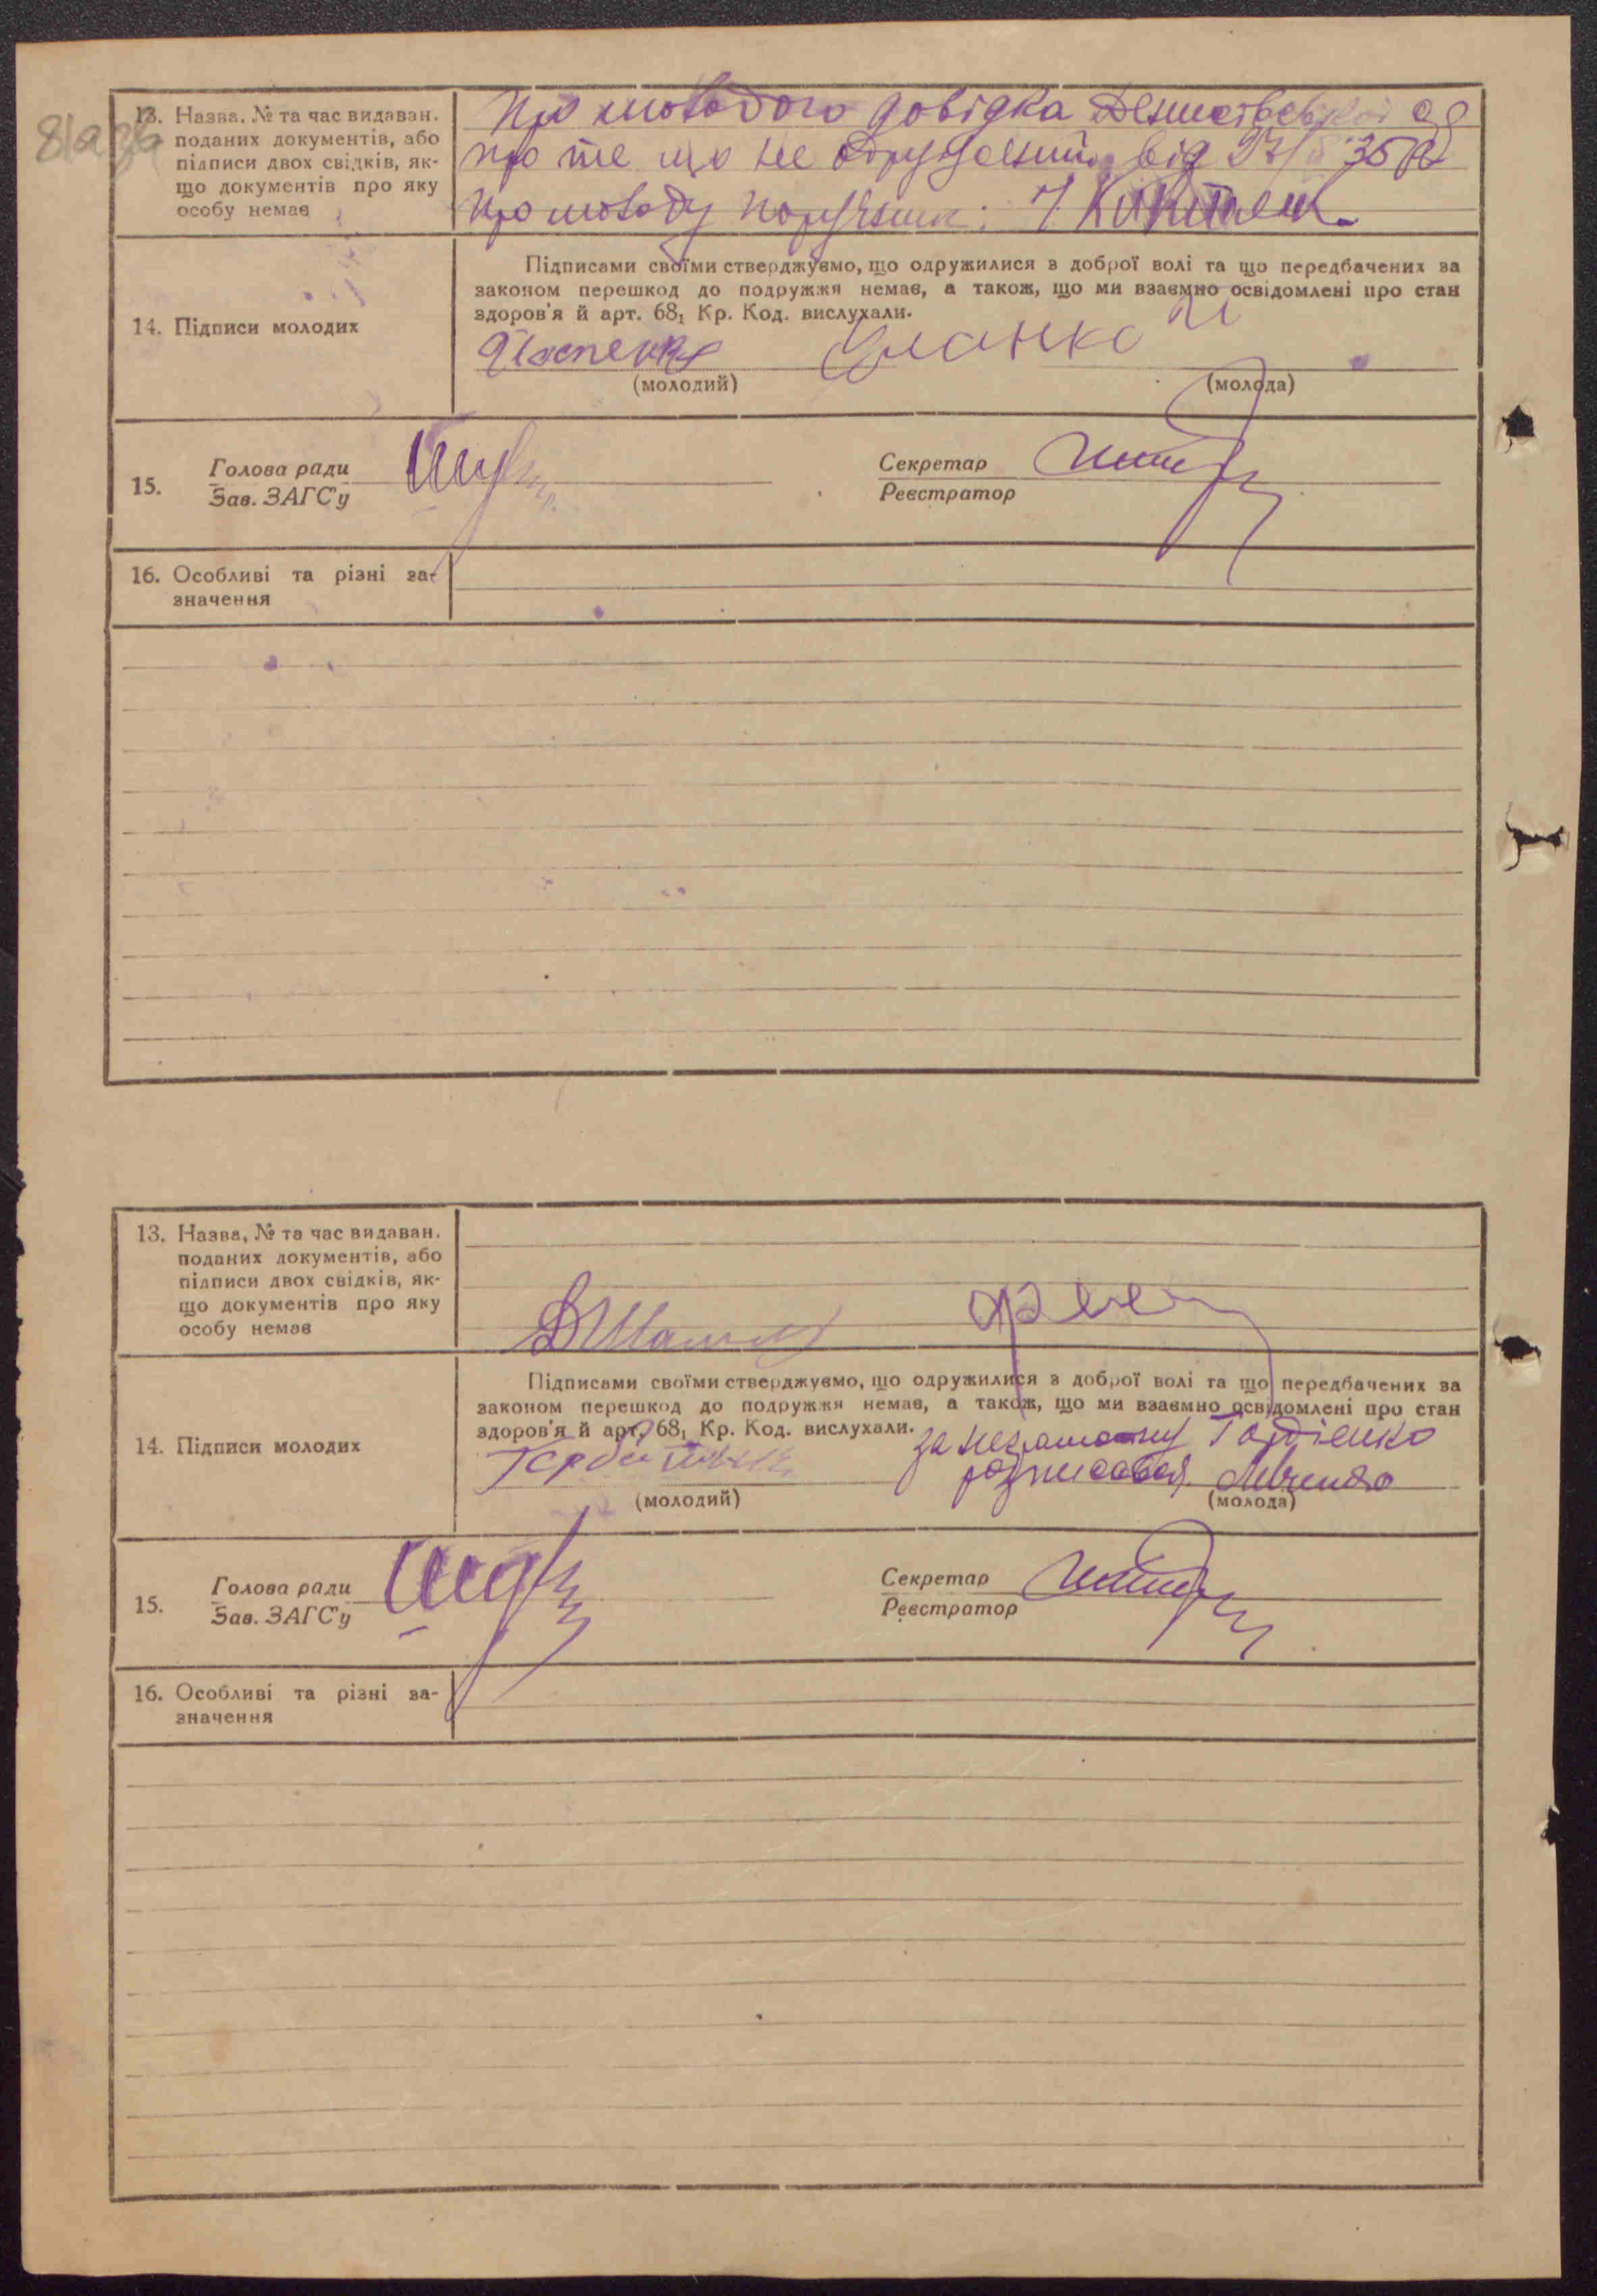 81а зв
13. Назва, № та час видаван.
поданих документів, або
підписи двох свідків, як-
що документів про яку
особу немає
Про молодого довідка
про те що не одружений від 35 р
про молоду поручник:
14. Підписи молодих
Підписами своїми стверджуємо, що одружилися з доброї волі та що передбачених за
законом перешкод до подружжя немає, а також, що ми взаємно освідомлені про стан
здоров'я й арт. 68₁ Кр. Код. вислухали.
(молодий)
(молода)
15.
Голова ради
Зав. ЗАГС'у
Секретар
Реєстратор
16. Особливі та різні за-
значення
13. Назва, № та час видаван.
поданих документів, або
підписи двох свідків, як-
що документів про яку
особу немає
14. Підписи молодих
Підписами своїми стверджуємо, що одружилися з доброї волі та що передбачених за
законом перешкод до подружжя немає, а також, що ми взаємно освідомлені про стан
здоров'я й арт. 68₁ Кр. Код. вислухали.
за неграмотну Гордієнко
розписався
(молодий)
(молода)
15.
Голова ради
Зав. ЗАГС'у
Секретар
Реєстратор
16. Особливі та різні за-
значення